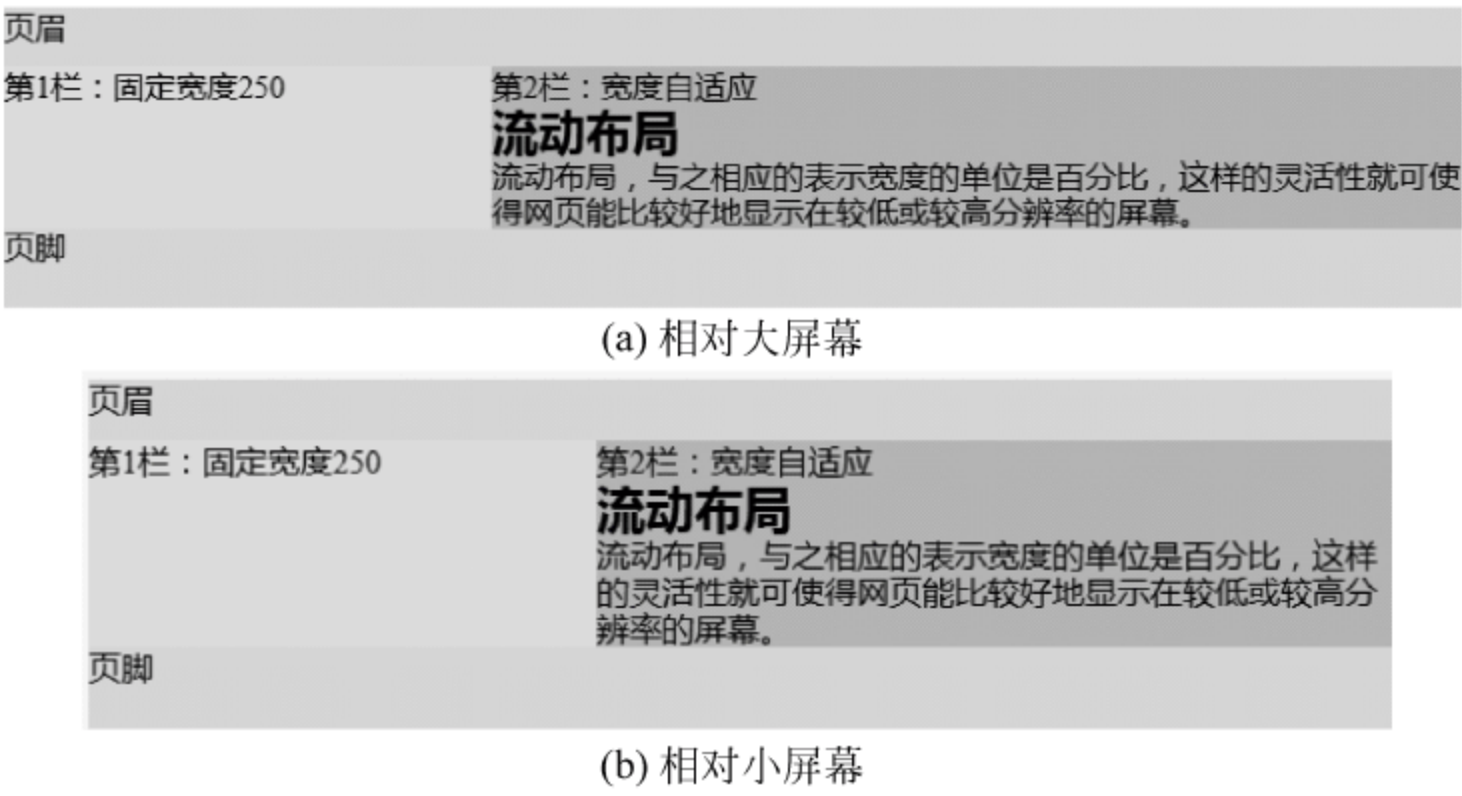 页眉
第1栏：固定宽度250
第2栏：宽度自适应
流动布局
流动布局，与之相应的表示宽度的单位是百分比，这样的灵活性就可使
得网页能比较好地显示在较低或较高分辨率的屏幕。
页脚
(a) 相对大屏幕
页眉
第1栏：固定宽度250
第2栏：宽度自适应
流动布局
流动布局，与之相应的表示宽度的单位是百分比，这样
的灵活性就可使得网页能比较好地显示在较低或较高分
辨率的屏幕。
页脚
(b) 相对小屏幕